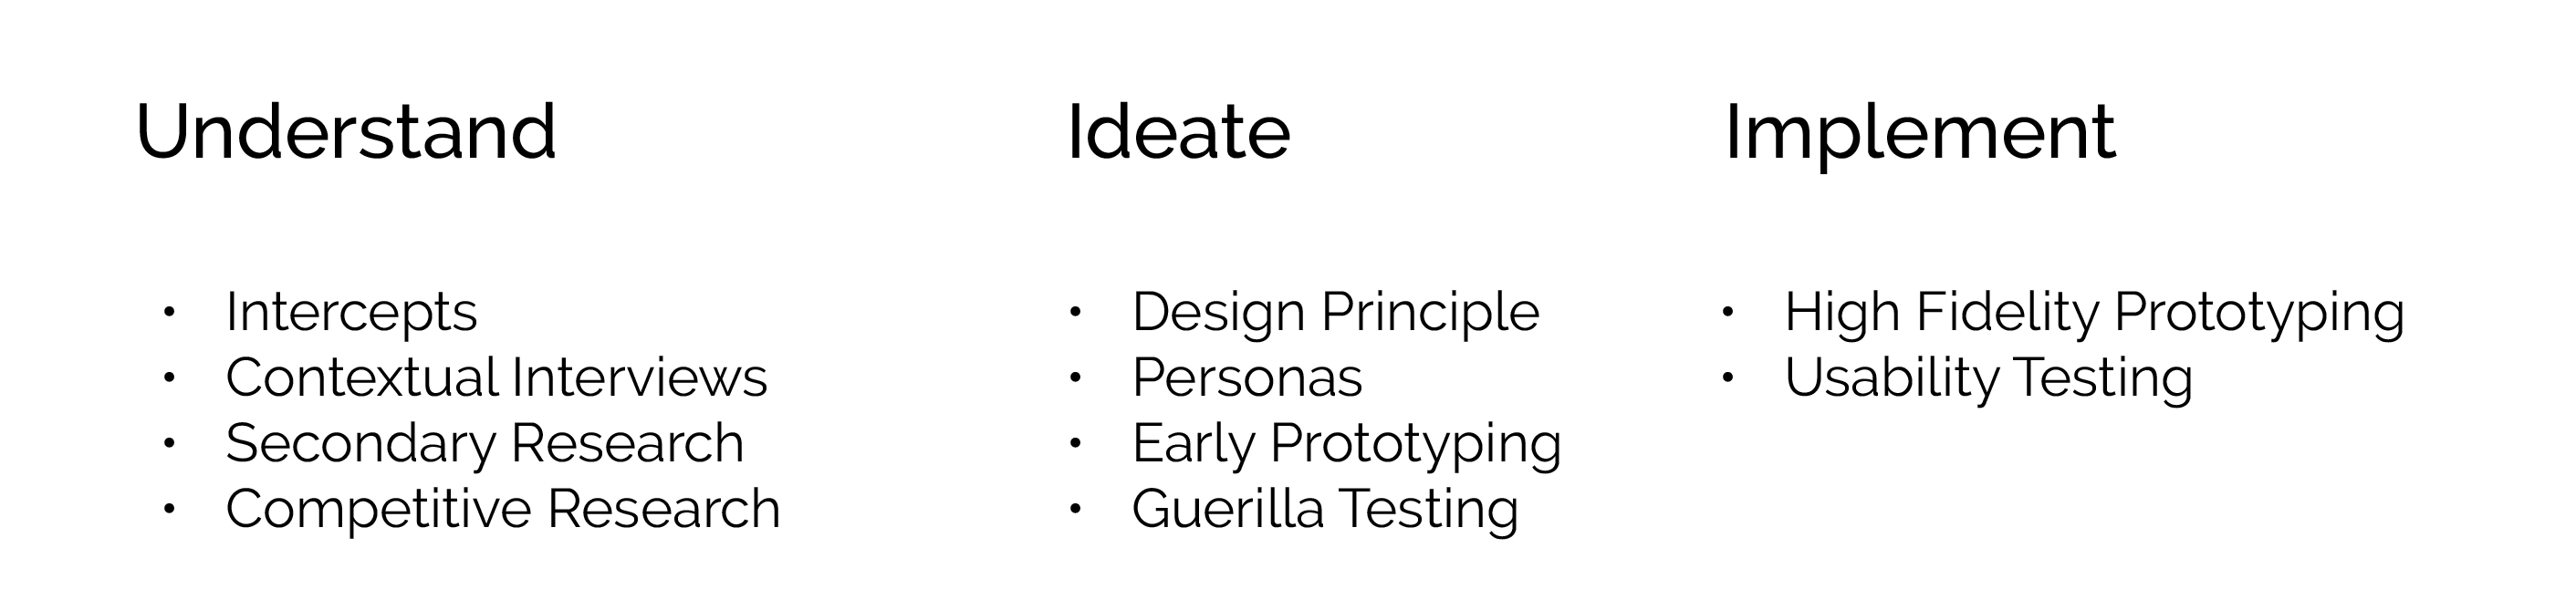 Understand
• Intercepts
• Contextual Interviews
• Secondary Research
• Competitive Research
Ideate
• Design Principle
• Personas
• Early Prototyping
• Guerilla Testing
Implement
• High Fidelity Prototyping
• Usability Testing